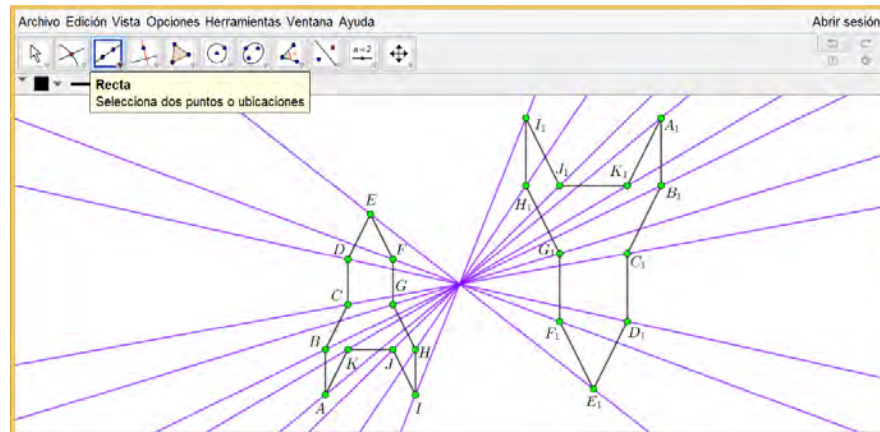 Archivo Edición Vista Opciones Herramientas Ventana Ayuda Abrir sesión
a=2
Recta
Selecciona dos puntos o ubicaciones
I₁ A₁
J₁ K₁
H₁ B₁
E
D F G₁ C₁
C G
B K J H F₁ D₁
A I E₁